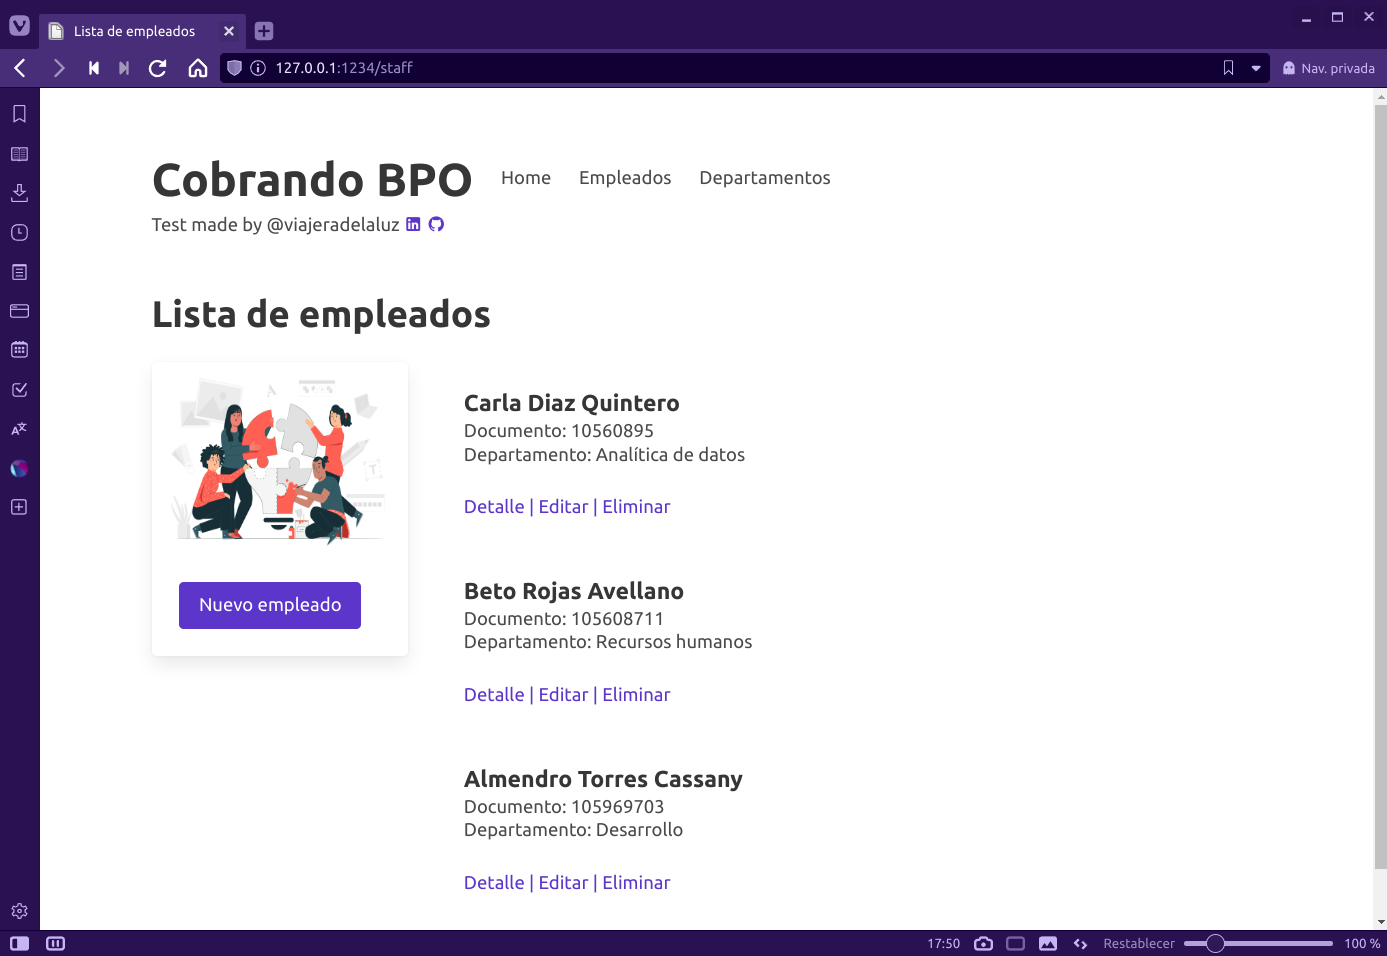 Lista de empleados
127.0.0.1:1234/staff
Nav. privada
Cobrando BPO
Home Empleados Departamentos
Test made by @viajeradelaluz
Lista de empleados
Nuevo empleado
Carla Diaz Quintero
Documento: 10560895
Departamento: Analítica de datos
Detalle | Editar | Eliminar
Beto Rojas Avellano
Documento: 105608711
Departamento: Recursos humanos
Detalle | Editar | Eliminar
Almendro Torres Cassany
Documento: 105969703
Departamento: Desarrollo
Detalle | Editar | Eliminar
17:50 Restablecer 100 %